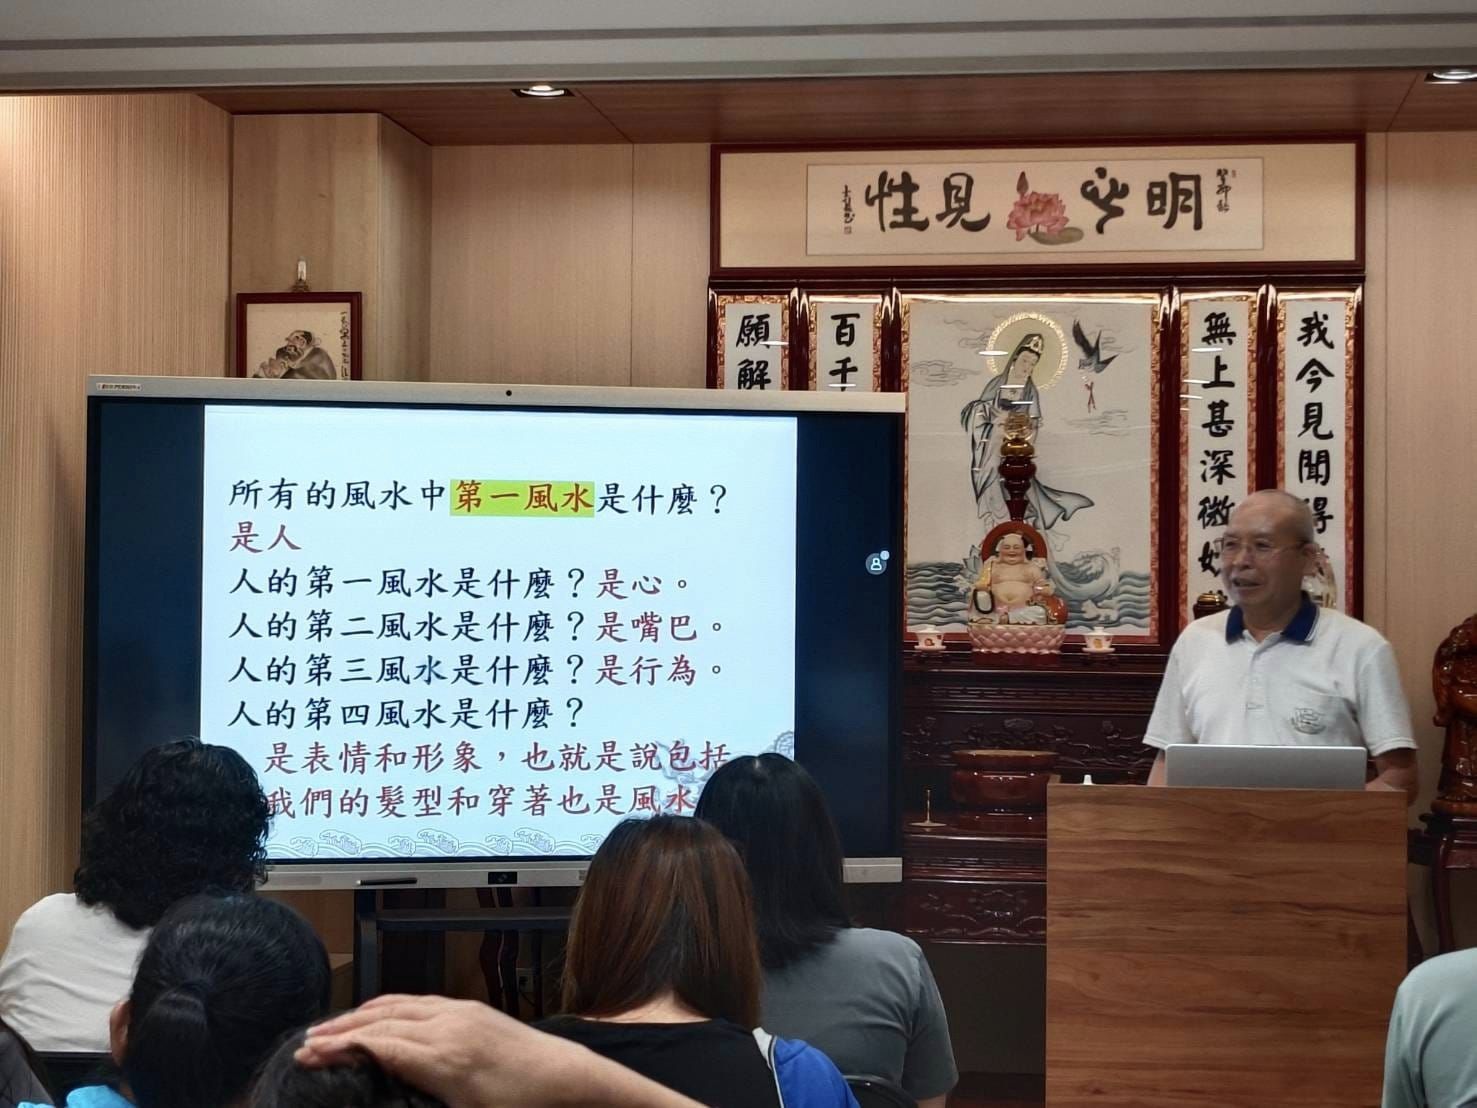 明心見性
我今見聞得
無上甚深微妙
百千
願解
所有的風水中第一風水是什麼？
是人
人的第一風水是什麼？是心。
人的第二風水是什麼？是嘴巴。
人的第三風水是什麼？是行為。
人的第四風水是什麼？
是表情和形象，也就是說包括
我們的髮型和穿著也是風水